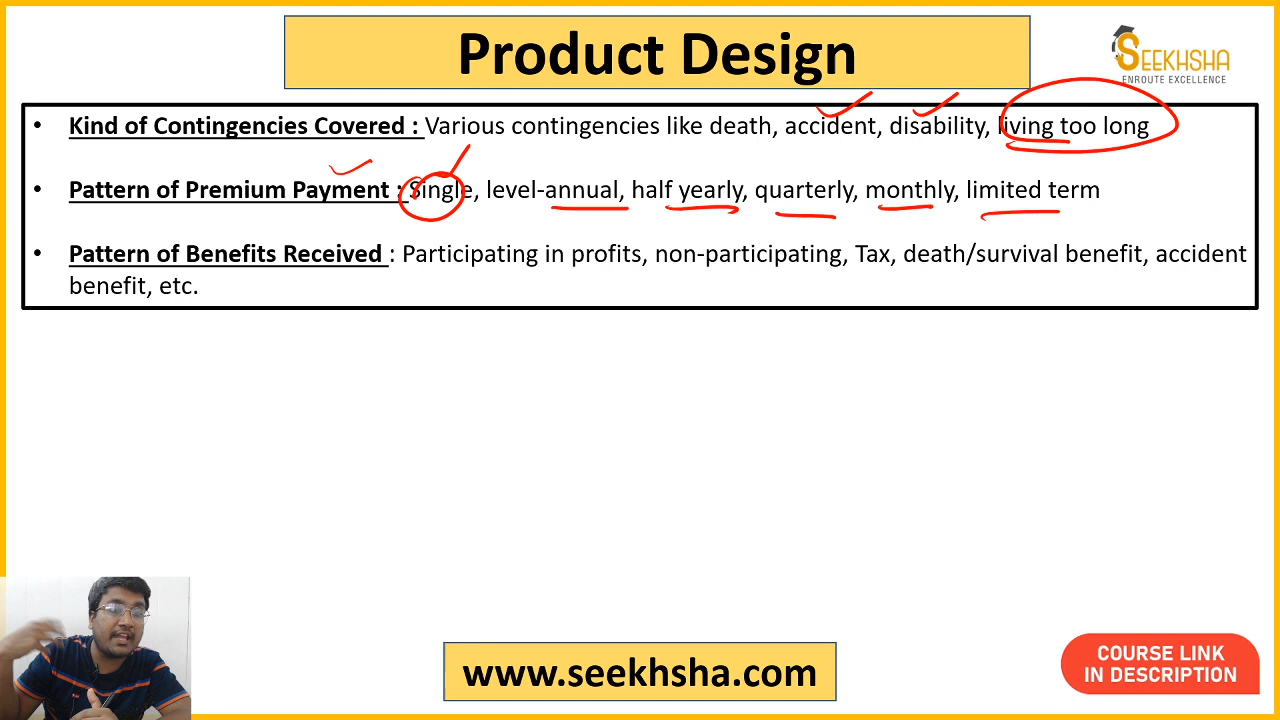 Product Design
SEEKHSHA
ENROUTE EXCELLENCE
• Kind of Contingencies Covered : Various contingencies like death, accident, disability, living too long
• Pattern of Premium Payment : Single, level-annual, half yearly, quarterly, monthly, limited term
• Pattern of Benefits Received : Participating in profits, non-participating, Tax, death/survival benefit, accident
benefit, etc.
www.seekhsha.com
COURSE LINK
IN DESCRIPTION